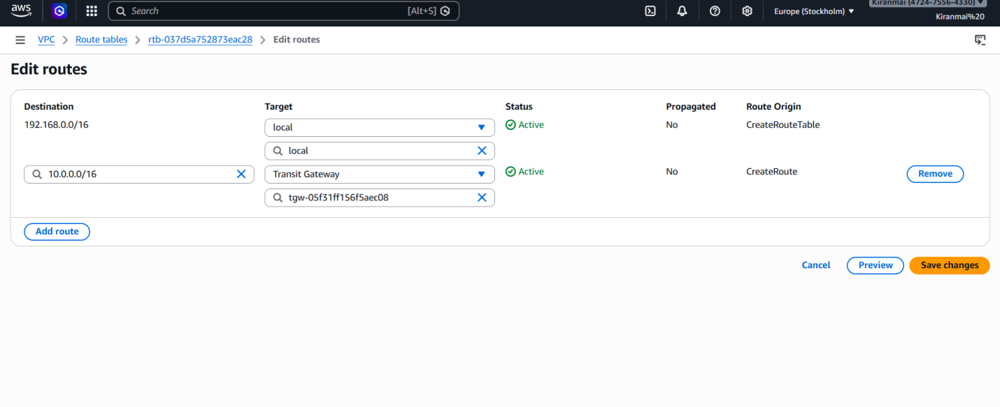 aws
Search
[Alt+S]
Europe (Stockholm)
Kiranmai (4724-7556-4330)
Kiranmai%20
VPC
Route tables
rtb-037d5a752873eac28
Edit routes
Edit routes
Destination Target Status Propagated Route Origin
192.168.0.0/16 local Active No CreateRouteTable
local
10.0.0.0/16 Transit Gateway Active No CreateRoute Remove
tgw-05f31ff156f5aec08
Add route
Cancel Preview Save changes